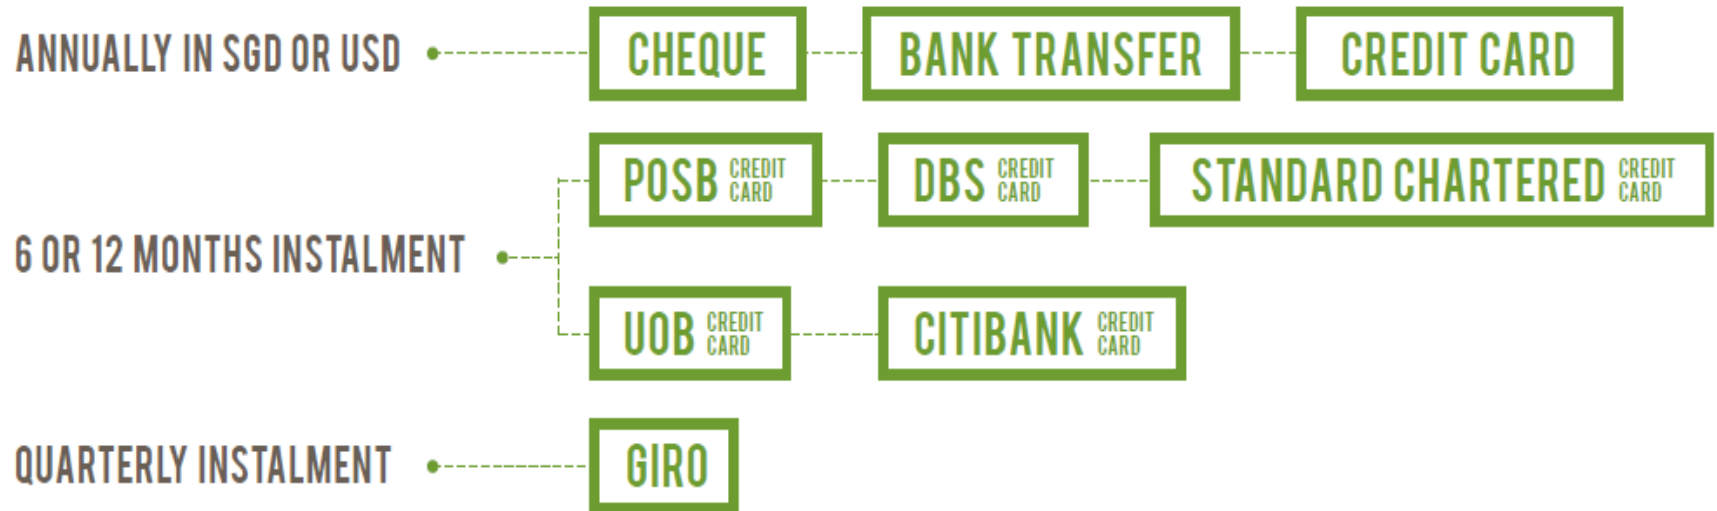 ANNUALLY IN SGD OR USD
CHEQUE
BANK TRANSFER
CREDIT CARD
6 OR 12 MONTHS INSTALMENT
POSB CREDIT CARD
DBS CREDIT CARD
STANDARD CHARTERED CREDIT CARD
UOB CREDIT CARD
CITIBANK CREDIT CARD
QUARTERLY INSTALMENT
GIRO